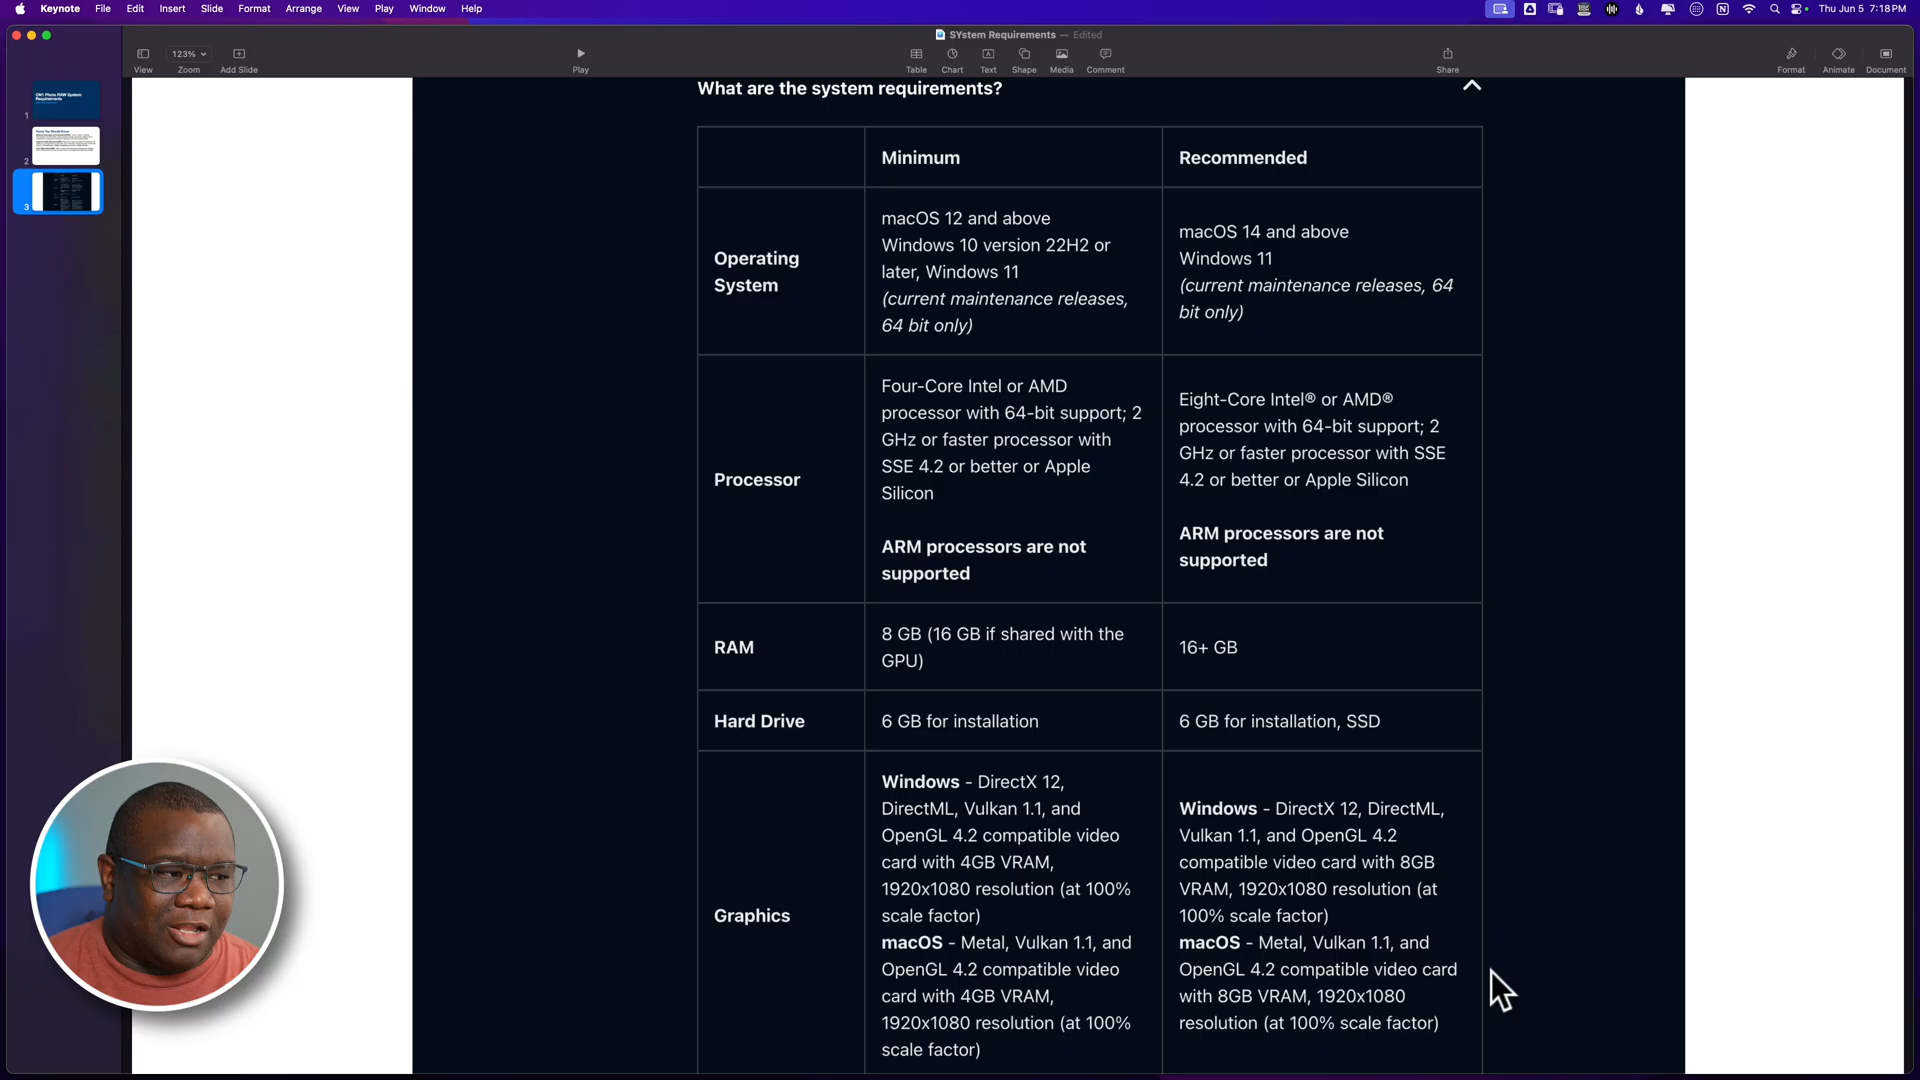 Keynote File Edit Insert Slide Format Arrange View Play Window Help
Thu Jun 5 7:18 PM
SYstem Requirements — Edited
123%
View Zoom Add Slide Play Table Chart Text Shape Media Comment Share Format Animate Document
ON1 Photo RAW System
Requirements
1
2
3
What are the system requirements?
Minimum
Recommended
Operating
System
macOS 12 and above
Windows 10 version 22H2 or
later, Windows 11
(current maintenance releases,
64 bit only)
macOS 14 and above
Windows 11
(current maintenance releases, 64
bit only)
Processor
Four-Core Intel or AMD
processor with 64-bit support; 2
GHz or faster processor with
SSE 4.2 or better or Apple
Silicon
ARM processors are not
supported
Eight-Core Intel® or AMD®
processor with 64-bit support; 2
GHz or faster processor with SSE
4.2 or better or Apple Silicon
ARM processors are not
supported
RAM
8 GB (16 GB if shared with the
GPU)
16+ GB
Hard Drive
6 GB for installation
6 GB for installation, SSD
Graphics
Windows - DirectX 12,
DirectML, Vulkan 1.1, and
OpenGL 4.2 compatible video
card with 4GB VRAM,
1920x1080 resolution (at 100%
scale factor)
macOS - Metal, Vulkan 1.1, and
OpenGL 4.2 compatible video
card with 4GB VRAM,
1920x1080 resolution (at 100%
scale factor)
Windows - DirectX 12, DirectML,
Vulkan 1.1, and OpenGL 4.2
compatible video card with 8GB
VRAM, 1920x1080 resolution (at
100% scale factor)
macOS - Metal, Vulkan 1.1, and
OpenGL 4.2 compatible video card
with 8GB VRAM, 1920x1080
resolution (at 100% scale factor)